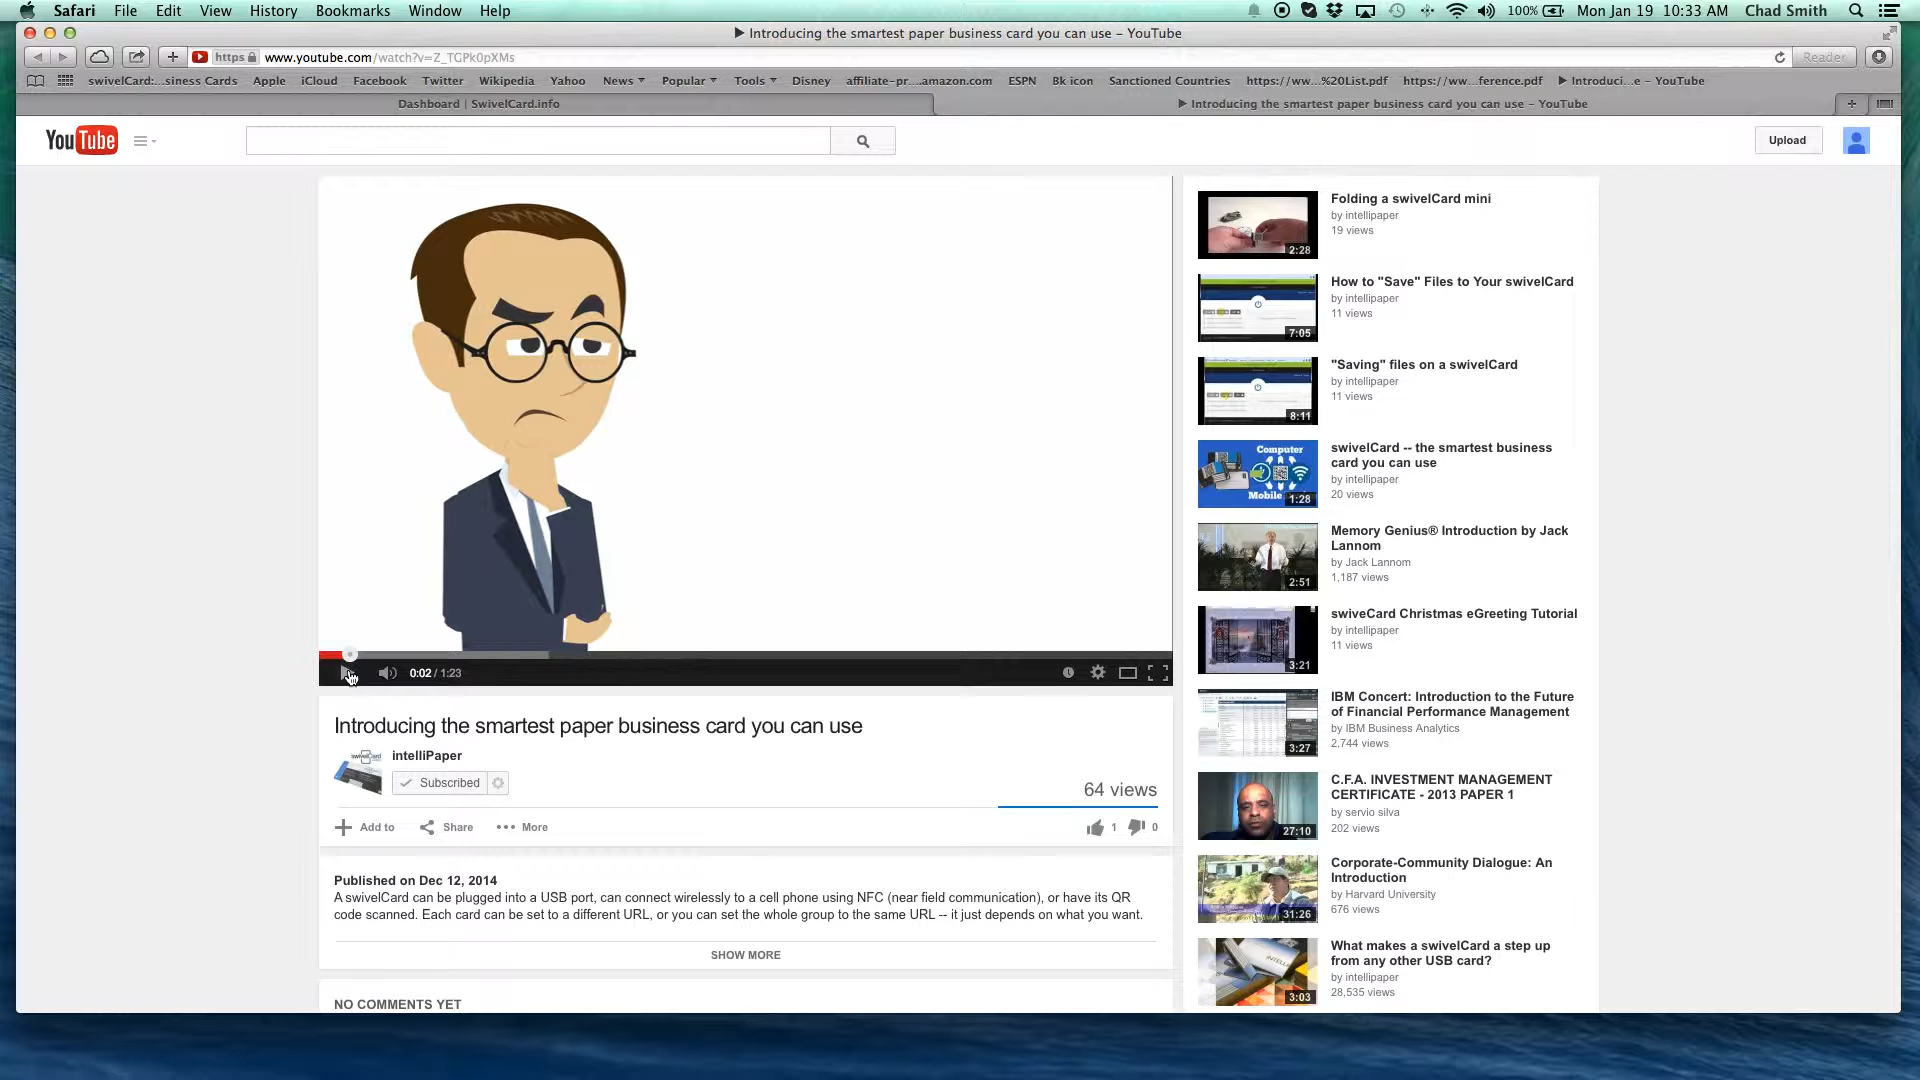 Safari File Edit View History Bookmarks Window Help 100% Mon Jan 19 10:33 AM Chad Smith
▶ Introducing the smartest paper business card you can use – YouTube
https www.youtube.com/watch?v=Z_TGPk0pXMs Reader
swivelCard:...siness Cards Apple iCloud Facebook Twitter Wikipedia Yahoo News Popular Tools Disney affiliate-pr....amazon.com ESPN Bk icon Sanctioned Countries https://ww...%20List.pdf https://ww...ference.pdf ▶ Introduci...e – YouTube
Dashboard | SwivelCard.info ▶ Introducing the smartest paper business card you can use – YouTube
YouTube Upload
0:02 / 1:23
Introducing the smartest paper business card you can use
intelliPaper
Subscribed
64 views
Add to Share More 1 0
Published on Dec 12, 2014
A swivelCard can be plugged into a USB port, can connect wirelessly to a cell phone using NFC (near field communication), or have its QR
code scanned. Each card can be set to a different URL, or you can set the whole group to the same URL -- it just depends on what you want.
SHOW MORE
NO COMMENTS YET
Folding a swivelCard mini
by intellipaper
19 views
2:28
How to "Save" Files to Your swivelCard
by intellipaper
11 views
7:05
"Saving" files on a swivelCard
by intellipaper
11 views
8:11
swivelCard -- the smartest business
card you can use
by intellipaper
20 views
Computer
Mobile
1:28
Memory Genius® Introduction by Jack
Lannom
by Jack Lannom
1,187 views
2:51
swiveCard Christmas eGreeting Tutorial
by intellipaper
11 views
3:21
IBM Concert: Introduction to the Future
of Financial Performance Management
by IBM Business Analytics
2,744 views
3:27
C.F.A. INVESTMENT MANAGEMENT
CERTIFICATE - 2013 PAPER 1
by servio silva
202 views
27:10
Corporate-Community Dialogue: An
Introduction
by Harvard University
676 views
31:26
What makes a swivelCard a step up
from any other USB card?
by intellipaper
28,535 views
3:03